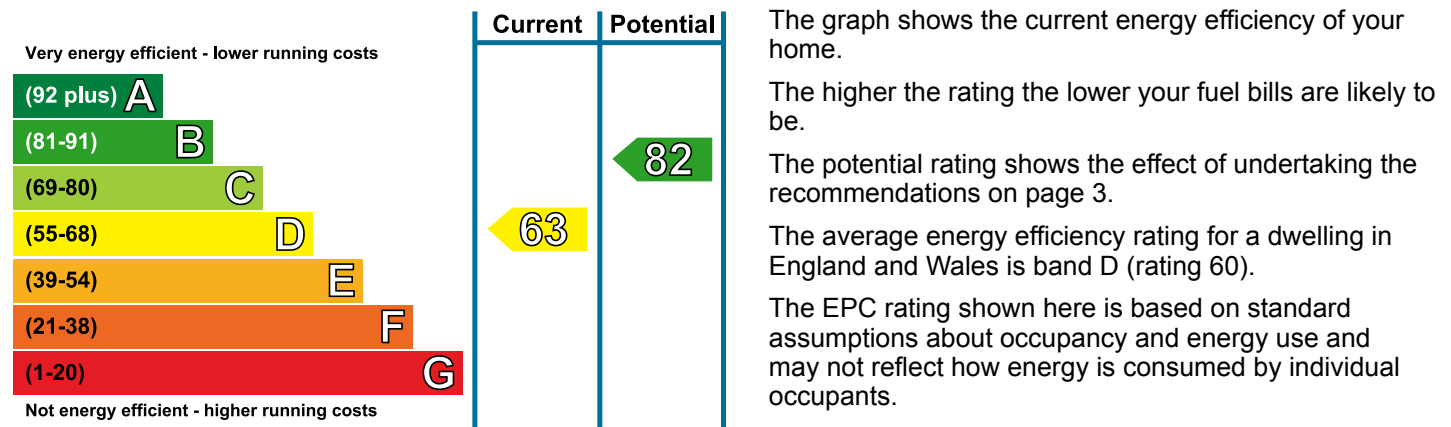 Current Potential
Very energy efficient - lower running costs
(92 plus) A
(81-91) B
82
(69-80) C
(55-68) D
63
(39-54) E
(21-38) F
(1-20) G
Not energy efficient - higher running costs
The graph shows the current energy efficiency of your
home.
The higher the rating the lower your fuel bills are likely to
be.
The potential rating shows the effect of undertaking the
recommendations on page 3.
The average energy efficiency rating for a dwelling in
England and Wales is band D (rating 60).
The EPC rating shown here is based on standard
assumptions about occupancy and energy use and
may not reflect how energy is consumed by individual
occupants.